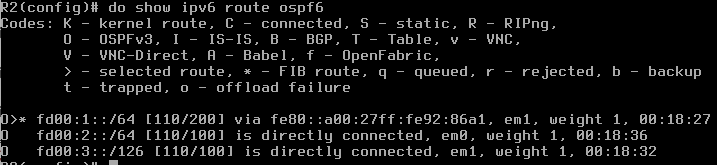 R2(config)# do show ipv6 route ospf6
Codes: K - kernel route, C - connected, S - static, R - RIPng,
       O - OSPFv3, I - IS-IS, B - BGP, T - Table, v - VNC,
       V - VNC-Direct, A - Babel, f - OpenFabric,
       > - selected route, * - FIB route, q - queued, r - rejected, b - backup
       t - trapped, o - offload failure

O>* fd00:1::/64 [110/200] via fe80::a00:27ff:fe92:86a1, em1, weight 1, 00:18:27
O   fd00:2::/64 [110/100] is directly connected, em0, weight 1, 00:18:36
O   fd00:3::/126 [110/100] is directly connected, em1, weight 1, 00:18:32
R2(config)#